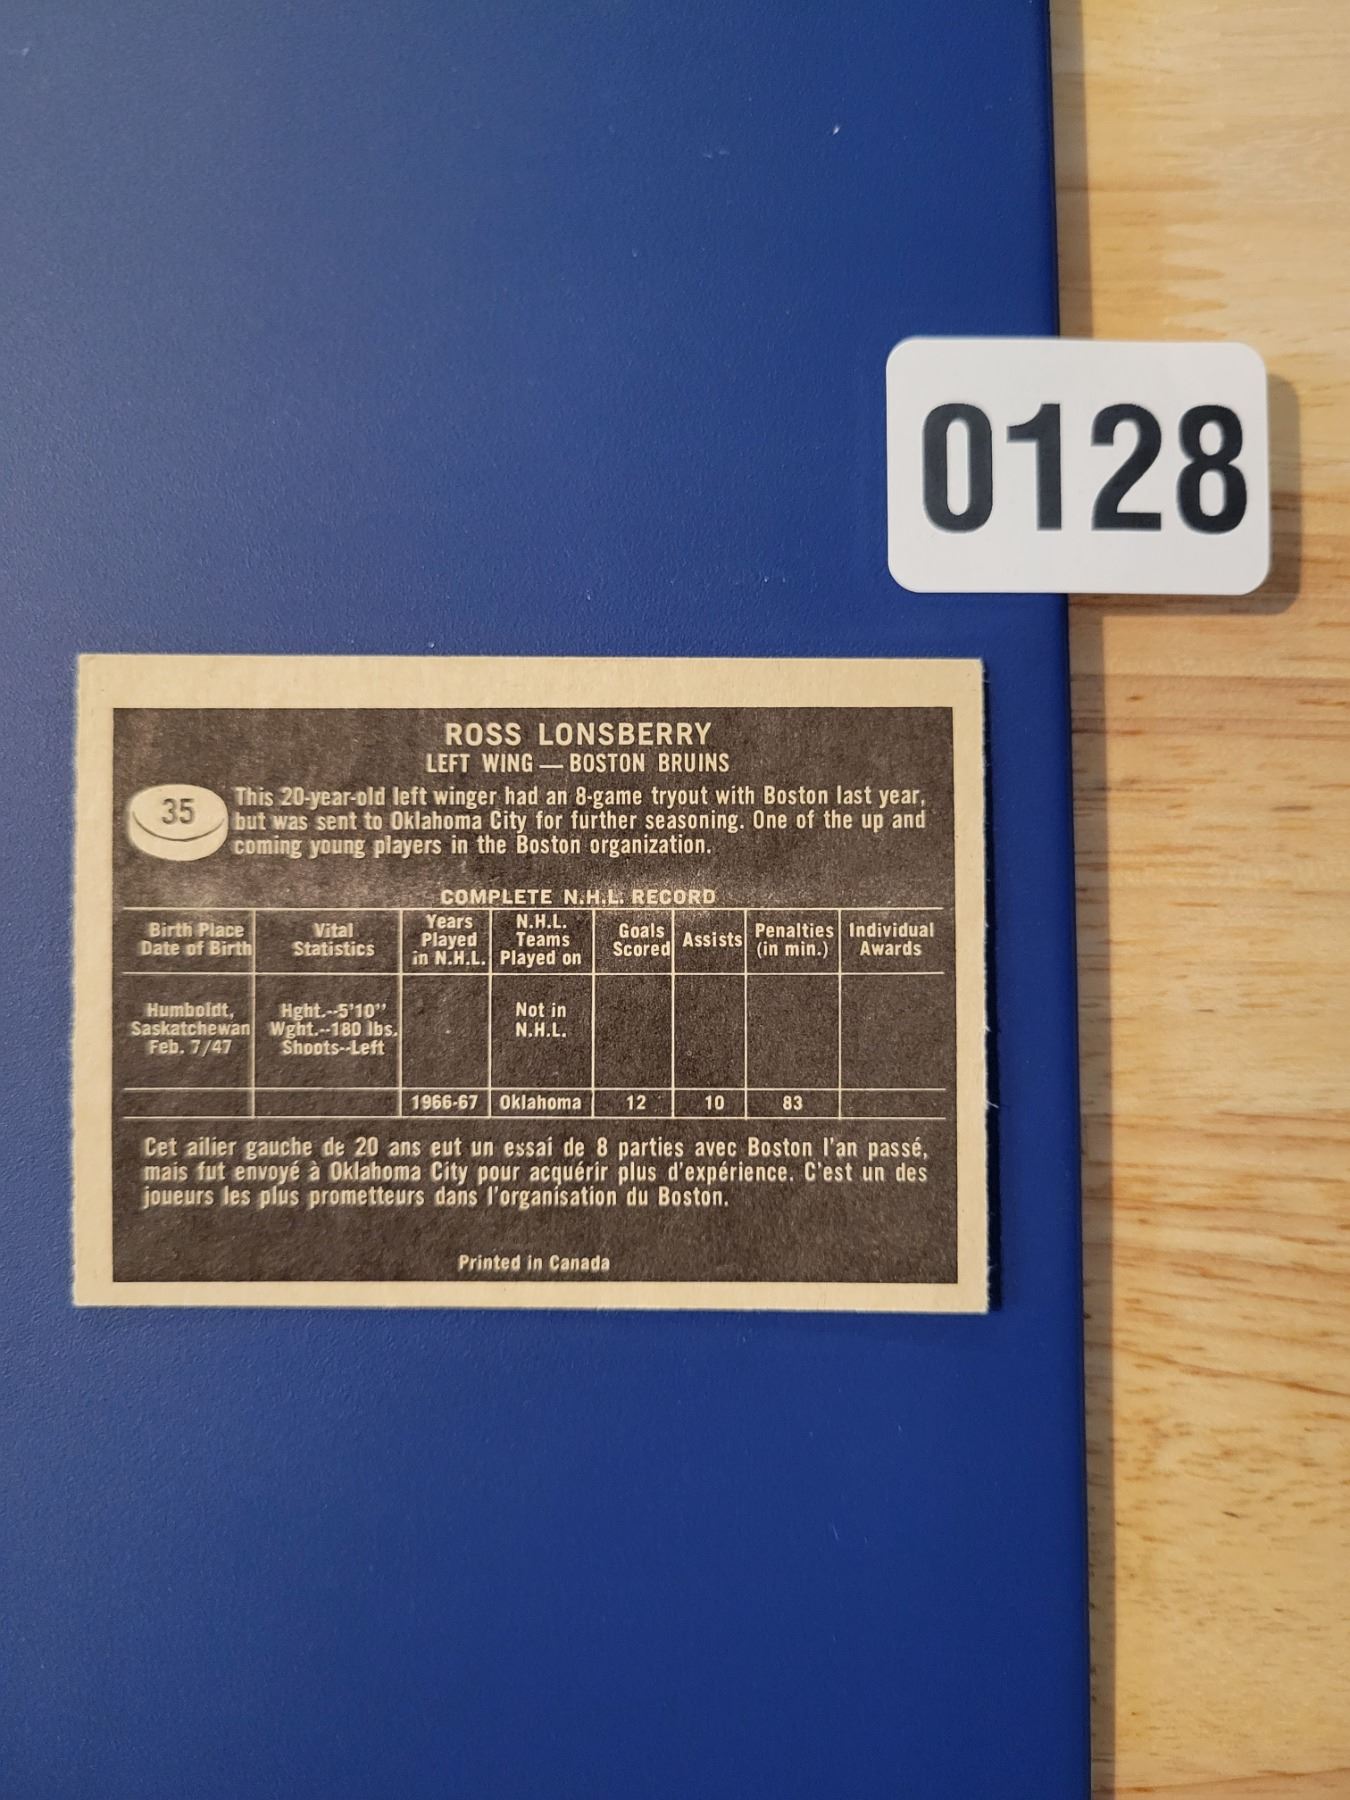 0128
ROSS LONSBERRY
LEFT WING — BOSTON BRUINS
35
This 20-year-old left winger had an 8-game tryout with Boston last year,
but was sent to Oklahoma City for further seasoning. One of the up and
coming young players in the Boston organization.
COMPLETE N.H.L. RECORD
Birth Place
Date of Birth
Vital
Statistics
Years
Played
in N.H.L.
N.H.L.
Teams
Played on
Goals
Scored
Assists
Penalties
(in min.)
Individual
Awards
Humboldt,
Saskatchewan
Feb. 7/47
Hght.--5'10"
Wght.--180 lbs.
Shoots--Left
Not in
N.H.L.
1966-67 Oklahoma 12 10 83
Cet ailier gauche de 20 ans eut un essai de 8 parties avec Boston l'an passé,
mais fut envoyé à Oklahoma City pour acquérir plus d'expérience. C'est un des
joueurs les plus prometteurs dans l'organisation du Boston.
Printed in Canada